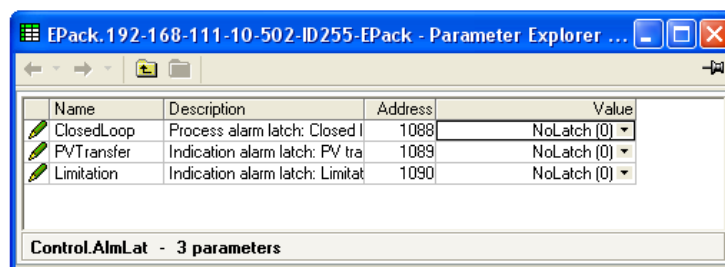 EPack.192-168-111-10-502-ID255-EPack - Parameter Explorer ...
Name Description Address Value
ClosedLoop Process alarm latch: Closed l 1088 NoLatch (0)
PVTransfer Indication alarm latch: PV tra 1089 NoLatch (0)
Limitation Indication alarm latch: Limitat 1090 NoLatch (0)
Control.AlmLat - 3 parameters